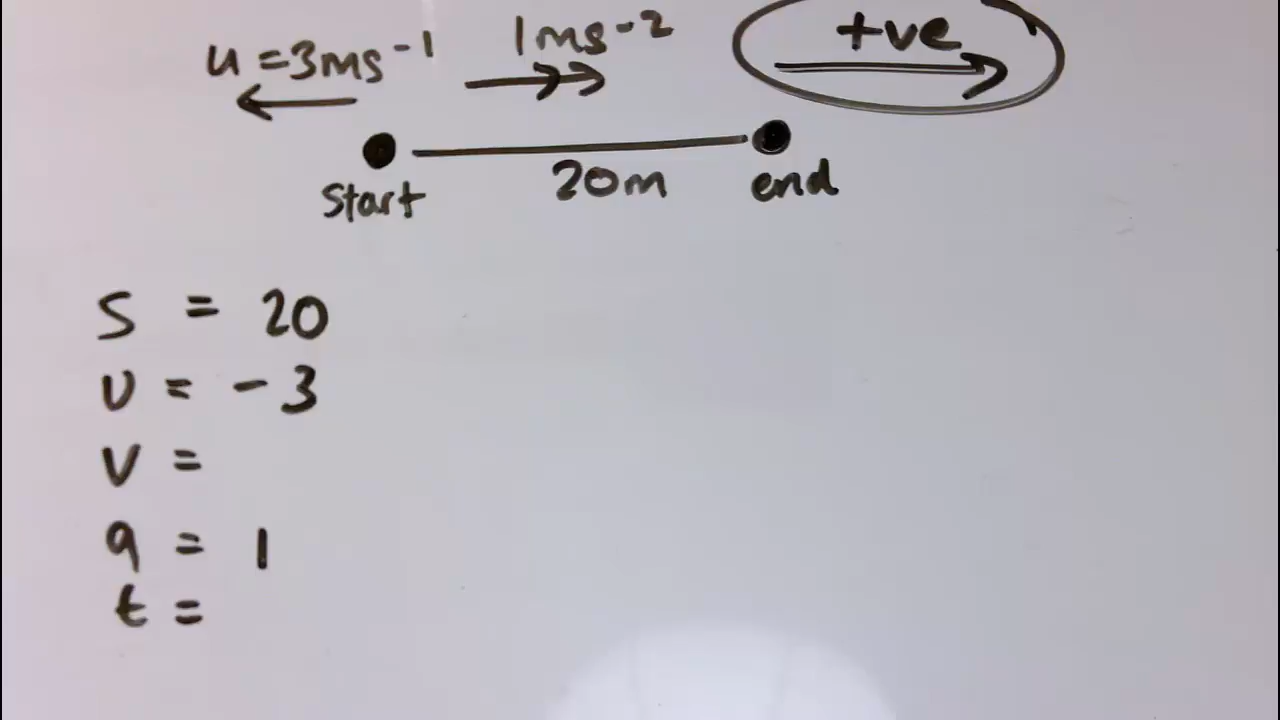 u = 3ms⁻¹ 1ms⁻² +ve
start 20m end
S = 20
U = -3
V =
a = 1
t =